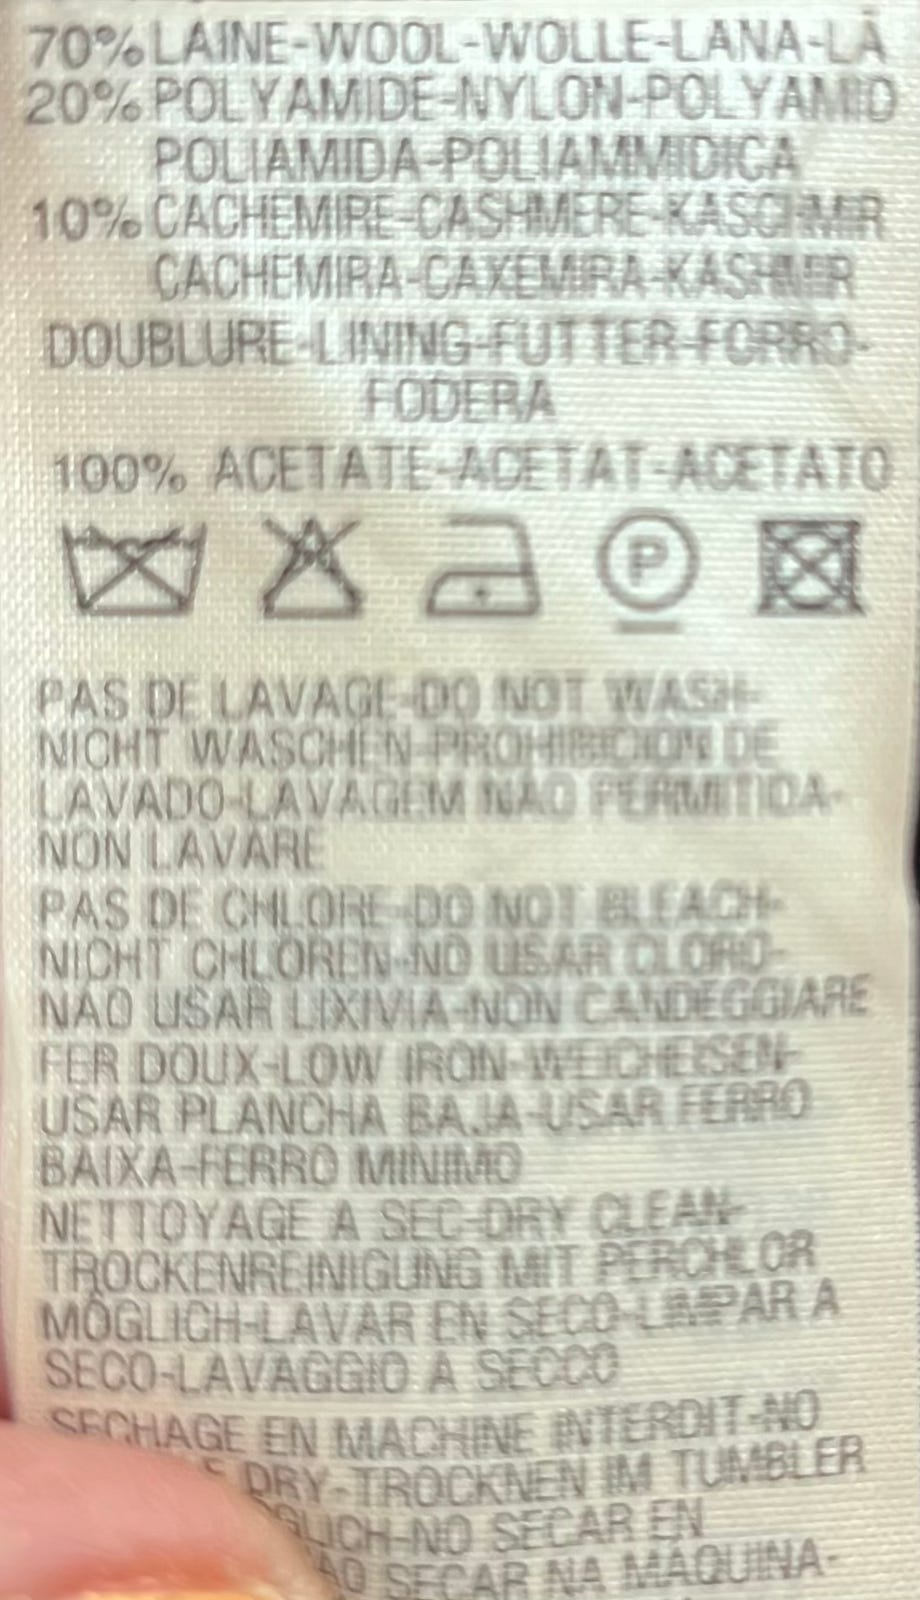 70% LAINE-WOOL-WOLLE-LANA-LÃ
20% POLYAMIDE-NYLON-POLYAMID
POLIAMIDA-POLIAMMIDICA
10% CACHEMIRE-CASHMERE-KASCHMIR
CACHEMIRA-CAXEMIRA-KASHMIR
DOUBLURE-LINING-FUTTER-FORRO-
FODERA
100% ACETATE-ACETAT-ACETATO
P
PAS DE LAVAGE-DO NOT WASH-
NICHT WASCHEN-PROHIBICION DE
LAVADO-LAVAGEM NAO PERMITIDA-
NON LAVARE
PAS DE CHLORE-DO NOT BLEACH-
NICHT CHLOREN-NO USAR CLORO-
NAO USAR LIXIVIA-NON CANDEGGIARE
FER DOUX-LOW IRON-WEICHEISEN-
USAR PLANCHA BAJA-USAR FERRO
BAIXA-FERRO MINIMO
NETTOYAGE A SEC-DRY CLEAN-
TROCKENREINIGUNG MIT PERCHLOR
MÖGLICH-LAVAR EN SECO-LIMPAR A
SECO-LAVAGGIO A SECCO
SECHAGE EN MACHINE INTERDIT-NO
DRY-TROCKNEN IM TUMBLER
GLICH-NO SECAR EN
AO SECAR NA MAQUINA-